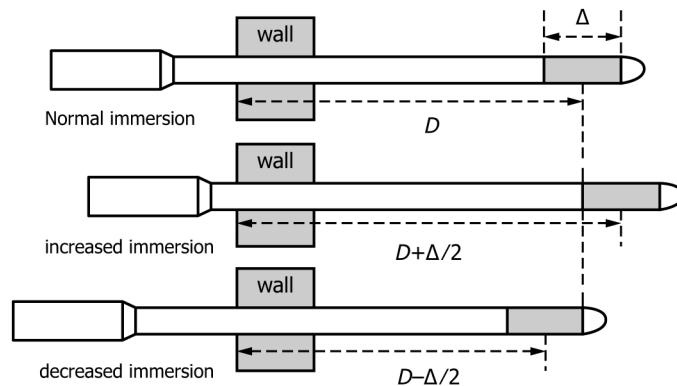 Δ
wall
Normal immersion
D
wall
increased immersion
D+Δ/2
wall
decreased immersion
D–Δ/2